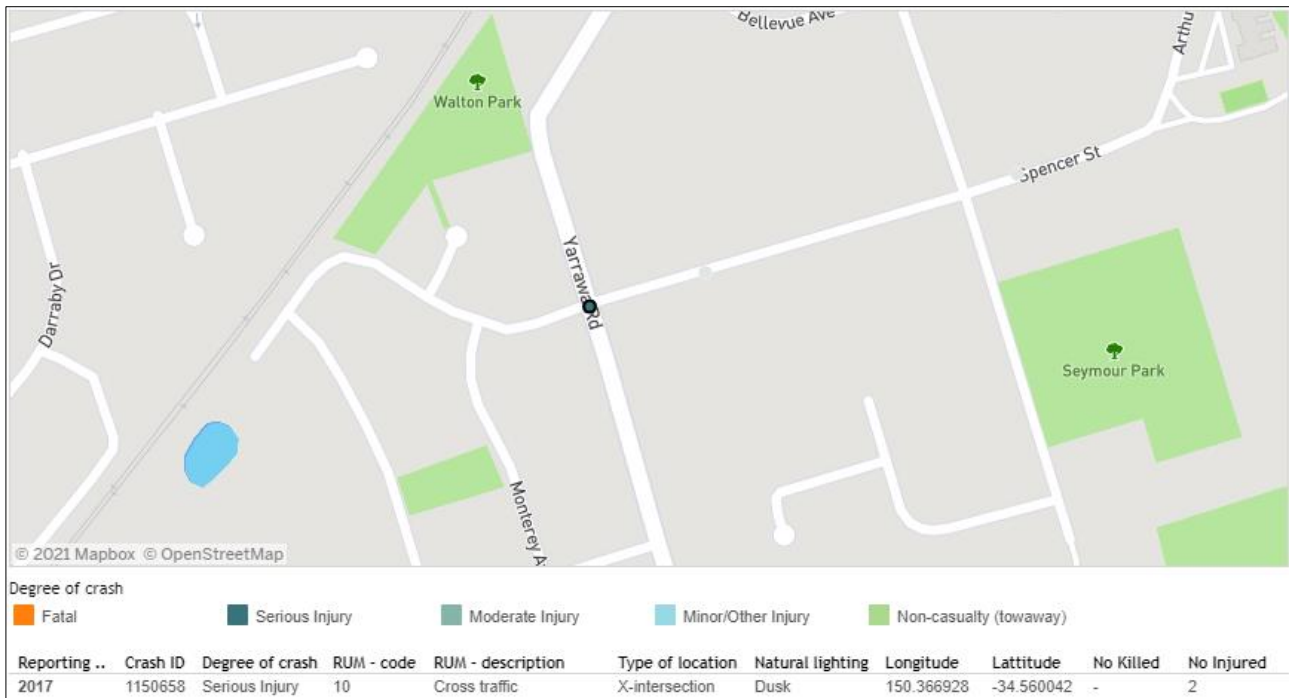 Bellevue Ave
Arthu
Walton Park
Spencer St
Yarrawa Rd
Darraby Dr
Seymour Park
Monterey A
© 2021 Mapbox © OpenStreetMap
Degree of crash
Fatal Serious Injury Moderate Injury Minor/Other Injury Non-casualty (towaway)
Reporting .. Crash ID Degree of crash RUM - code RUM - description Type of location Natural lighting Longitude Lattitude No Killed No Injured
2017 1150658 Serious Injury 10 Cross traffic X-intersection Dusk 150.366928 -34.560042 - 2